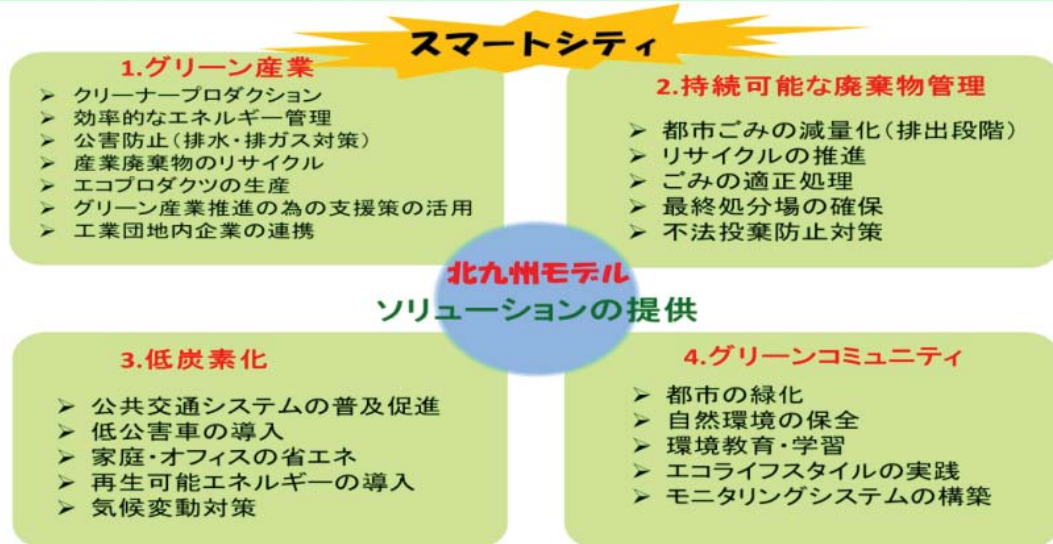 スマートシティ
1.グリーン産業
➢ クリーナープロダクション
➢ 効率的なエネルギー管理
➢ 公害防止(排水・排ガス対策)
➢ 産業廃棄物のリサイクル
➢ エコプロダクツの生産
➢ グリーン産業推進の為の支援策の活用
➢ 工業団地内企業の連携
2.持続可能な廃棄物管理
➢ 都市ごみの減量化(排出段階)
➢ リサイクルの推進
➢ ごみの適正処理
➢ 最終処分場の確保
➢ 不法投棄防止対策
北九州モデル
ソリューションの提供
3.低炭素化
➢ 公共交通システムの普及促進
➢ 低公害車の導入
➢ 家庭・オフィスの省エネ
➢ 再生可能エネルギーの導入
➢ 気候変動対策
4.グリーンコミュニティ
➢ 都市の緑化
➢ 自然環境の保全
➢ 環境教育・学習
➢ エコライフスタイルの実践
➢ モニタリングシステムの構築